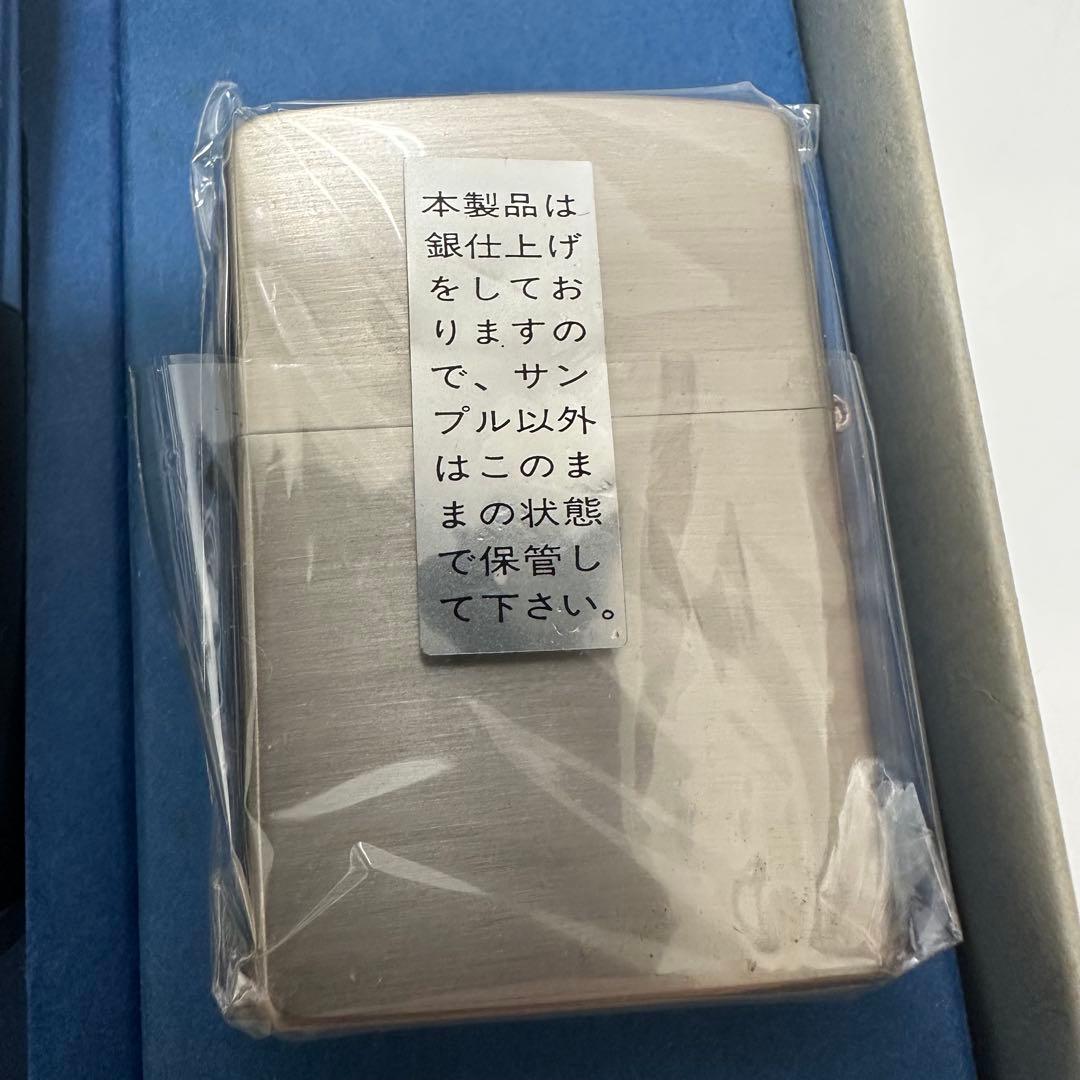 本製品は
銀仕上げ
をしてお
りますの
で、サン
プル以外
はこのま
まの状態
で保管し
て下さい。